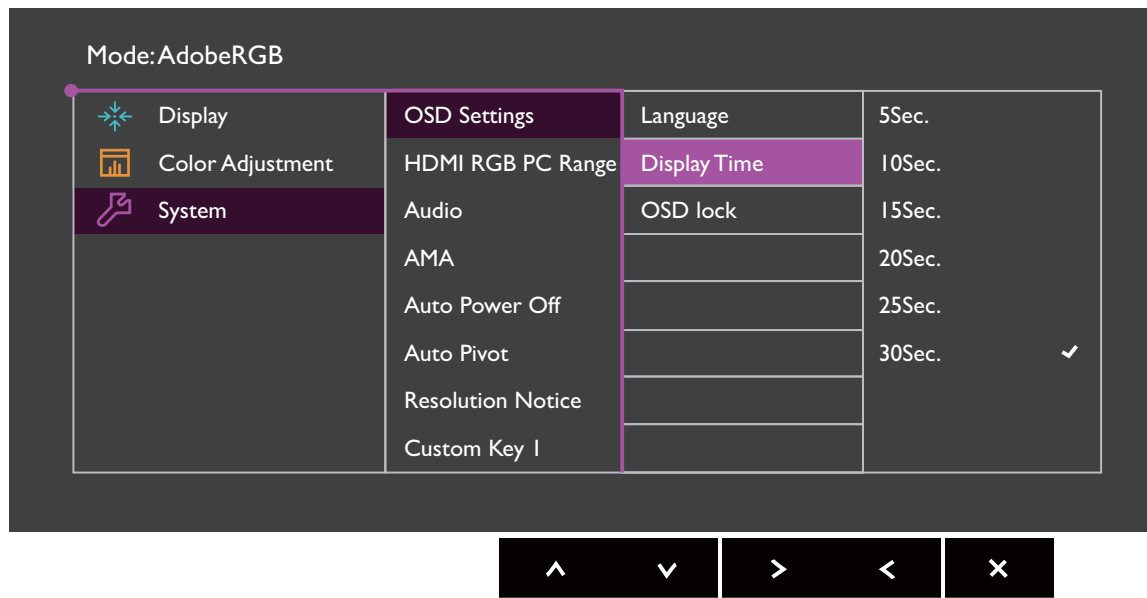 Mode: AdobeRGB
Display
Color Adjustment
System
OSD Settings
HDMI RGB PC Range
Audio
AMA
Auto Power Off
Auto Pivot
Resolution Notice
Custom Key 1
Language
Display Time
OSD lock
5Sec.
10Sec.
15Sec.
20Sec.
25Sec.
30Sec.